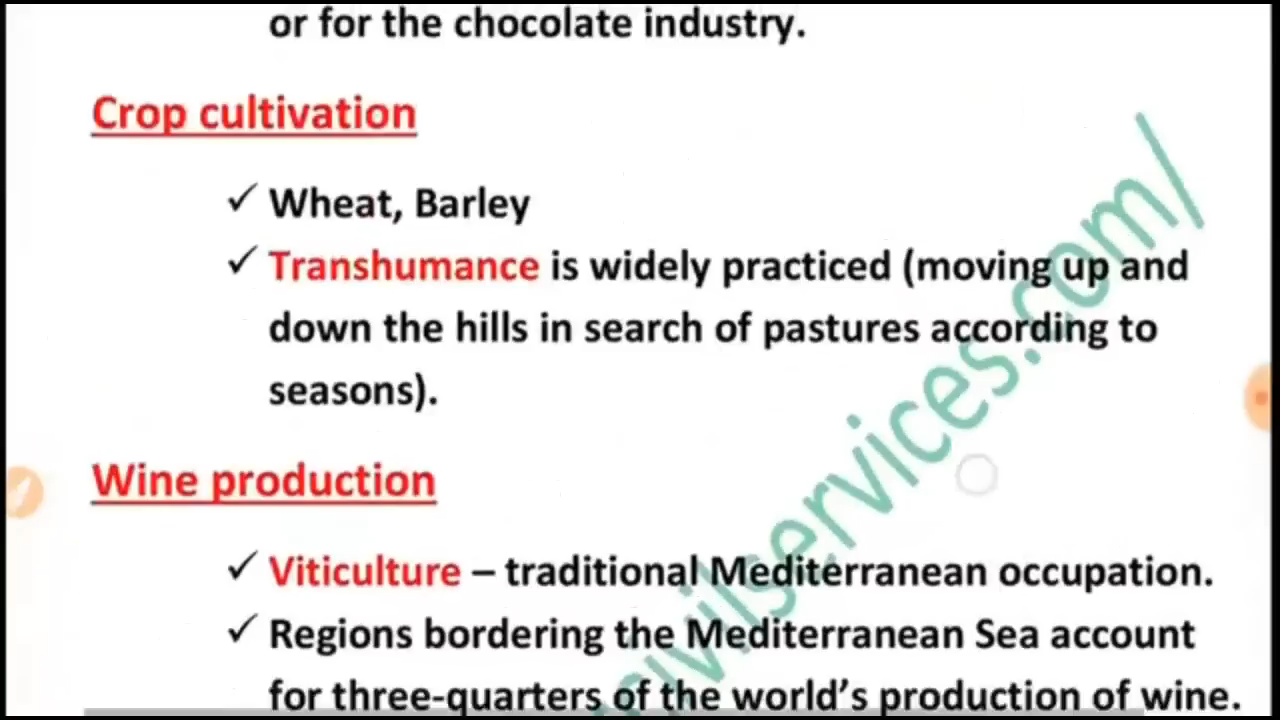 or for the chocolate industry.
Crop cultivation
✓ Wheat, Barley
✓ Transhumance is widely practiced (moving up and
down the hills in search of pastures according to
seasons).
Wine production
✓ Viticulture – traditional Mediterranean occupation.
✓ Regions bordering the Mediterranean Sea account
for three-quarters of the world's production of wine.
civilservices.com/